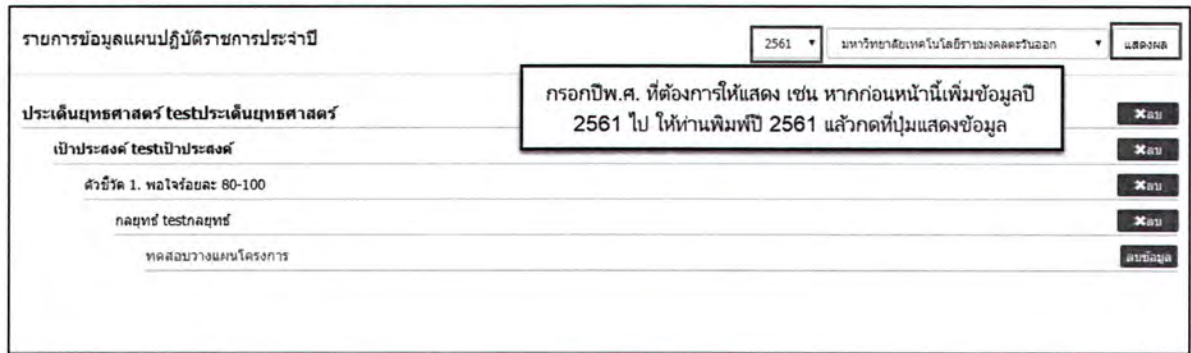 รายการข้อมูลแผนปฏิบัติราชการประจำปี
2561 มหาวิทยาลัยเทคโนโลยีราชมงคลตะวันออก แสดงผล
กรอกปีพ.ศ. ที่ต้องการให้แสดง เช่น หากก่อนหน้านี้เพิ่มข้อมูลปี
2561 ไป ให้ท่านพิมพ์ปี 2561 แล้วกดที่ปุ่มแสดงข้อมูล
ประเด็นยุทธศาสตร์ testประเด็นยุทธศาสตร์ ✖ลบ
เป้าประสงค์ testเป้าประสงค์ ✖ลบ
ตัวชี้วัด 1. พอใจร้อยละ 80-100 ✖ลบ
กลยุทธ์ testกลยุทธ์ ✖ลบ
ทดสอบวางแผนโครงการ ลบข้อมูล